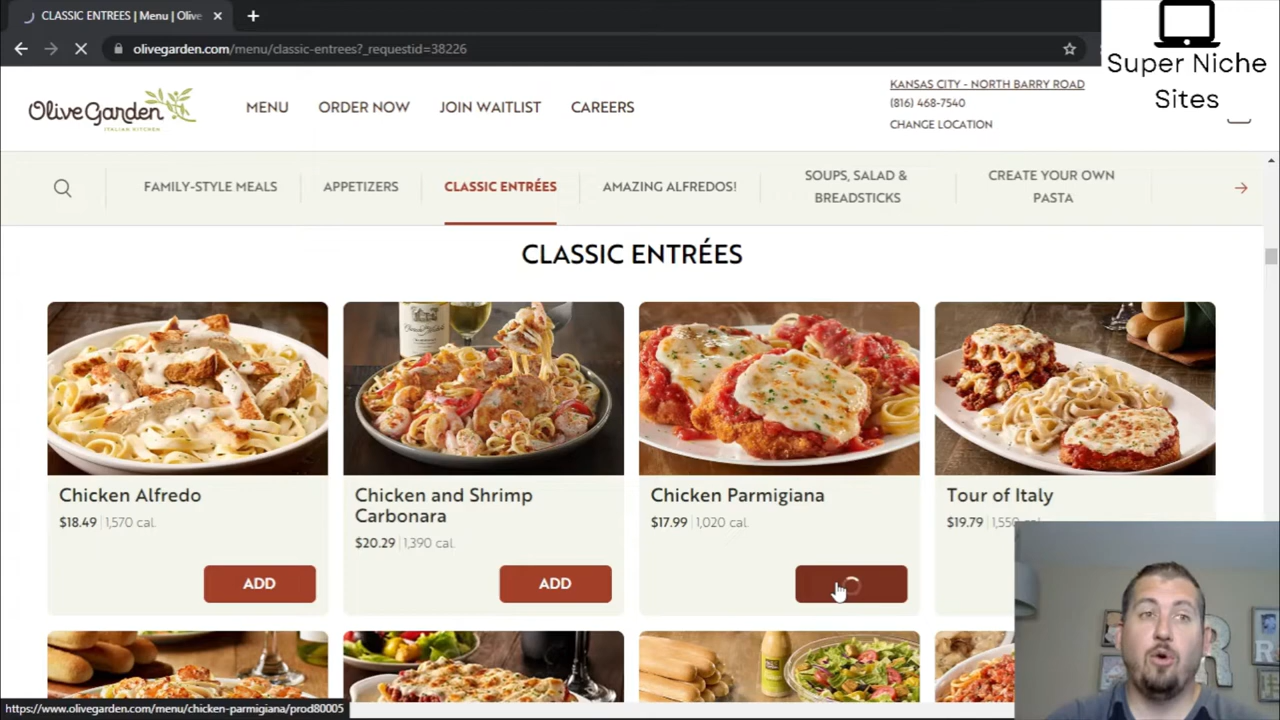 CLASSIC ENTREES | Menu | Olive
olivegarden.com/menu/classic-entrees?_requestid=38226
Super Niche
Sites
Olive Garden
ITALIAN KITCHEN
MENU
ORDER NOW
JOIN WAITLIST
CAREERS
KANSAS CITY - NORTH BARRY ROAD
(816) 468-7540
CHANGE LOCATION
FAMILY-STYLE MEALS
APPETIZERS
CLASSIC ENTRÉES
AMAZING ALFREDOS!
SOUPS, SALAD &
BREADSTICKS
CREATE YOUR OWN
PASTA
CLASSIC ENTRÉES
Chicken Alfredo
$18.49 | 1,570 cal.
ADD
Chicken and Shrimp
Carbonara
$20.29 | 1,390 cal.
ADD
Chicken Parmigiana
$17.99 | 1,020 cal.
Tour of Italy
$19.79 | 1,550 cal.
https://www.olivegarden.com/menu/chicken-parmigiana/prod80005
R